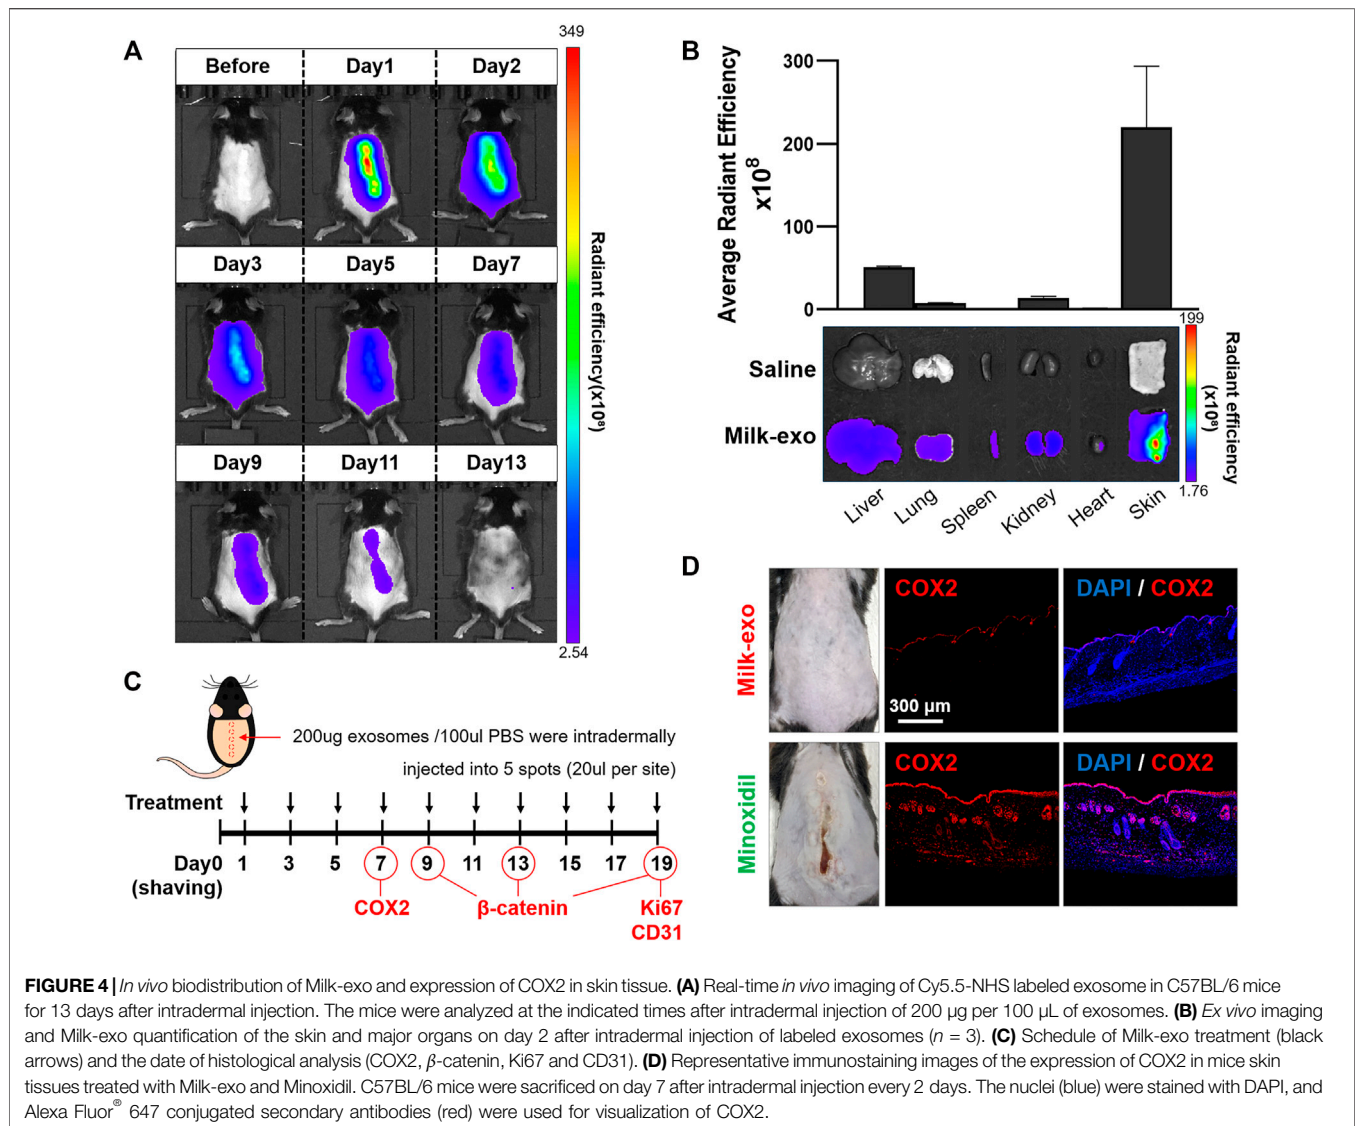 A
Before
Day1
Day2
Day3
Day5
Day7
Day9
Day11
Day13
349
Radiant efficiency(x10⁸)
2.54
B
Average Radiant Efficiency
x10⁸
300
200
100
0
Saline
Milk-exo
Liver
Lung
Spleen
Kidney
Heart
Skin
199
Radiant efficiency
(x10⁸)
1.76
C
200ug exosomes /100ul PBS were intradermally
injected into 5 spots (20ul per site)
Treatment
Day0 1 3 5 7 9 11 13 15 17 19
(shaving)
COX2
β-catenin
Ki67
CD31
D
Milk-exo
COX2
DAPI / COX2
300 µm
Minoxidil
COX2
DAPI / COX2
FIGURE 4 | In vivo biodistribution of Milk-exo and expression of COX2 in skin tissue. (A) Real-time in vivo imaging of Cy5.5-NHS labeled exosome in C57BL/6 mice
for 13 days after intradermal injection. The mice were analyzed at the indicated times after intradermal injection of 200 µg per 100 µL of exosomes. (B) Ex vivo imaging
and Milk-exo quantification of the skin and major organs on day 2 after intradermal injection of labeled exosomes (n = 3). (C) Schedule of Milk-exo treatment (black
arrows) and the date of histological analysis (COX2, β-catenin, Ki67 and CD31). (D) Representative immunostaining images of the expression of COX2 in mice skin
tissues treated with Milk-exo and Minoxidil. C57BL/6 mice were sacrificed on day 7 after intradermal injection every 2 days. The nuclei (blue) were stained with DAPI, and
Alexa Fluor® 647 conjugated secondary antibodies (red) were used for visualization of COX2.